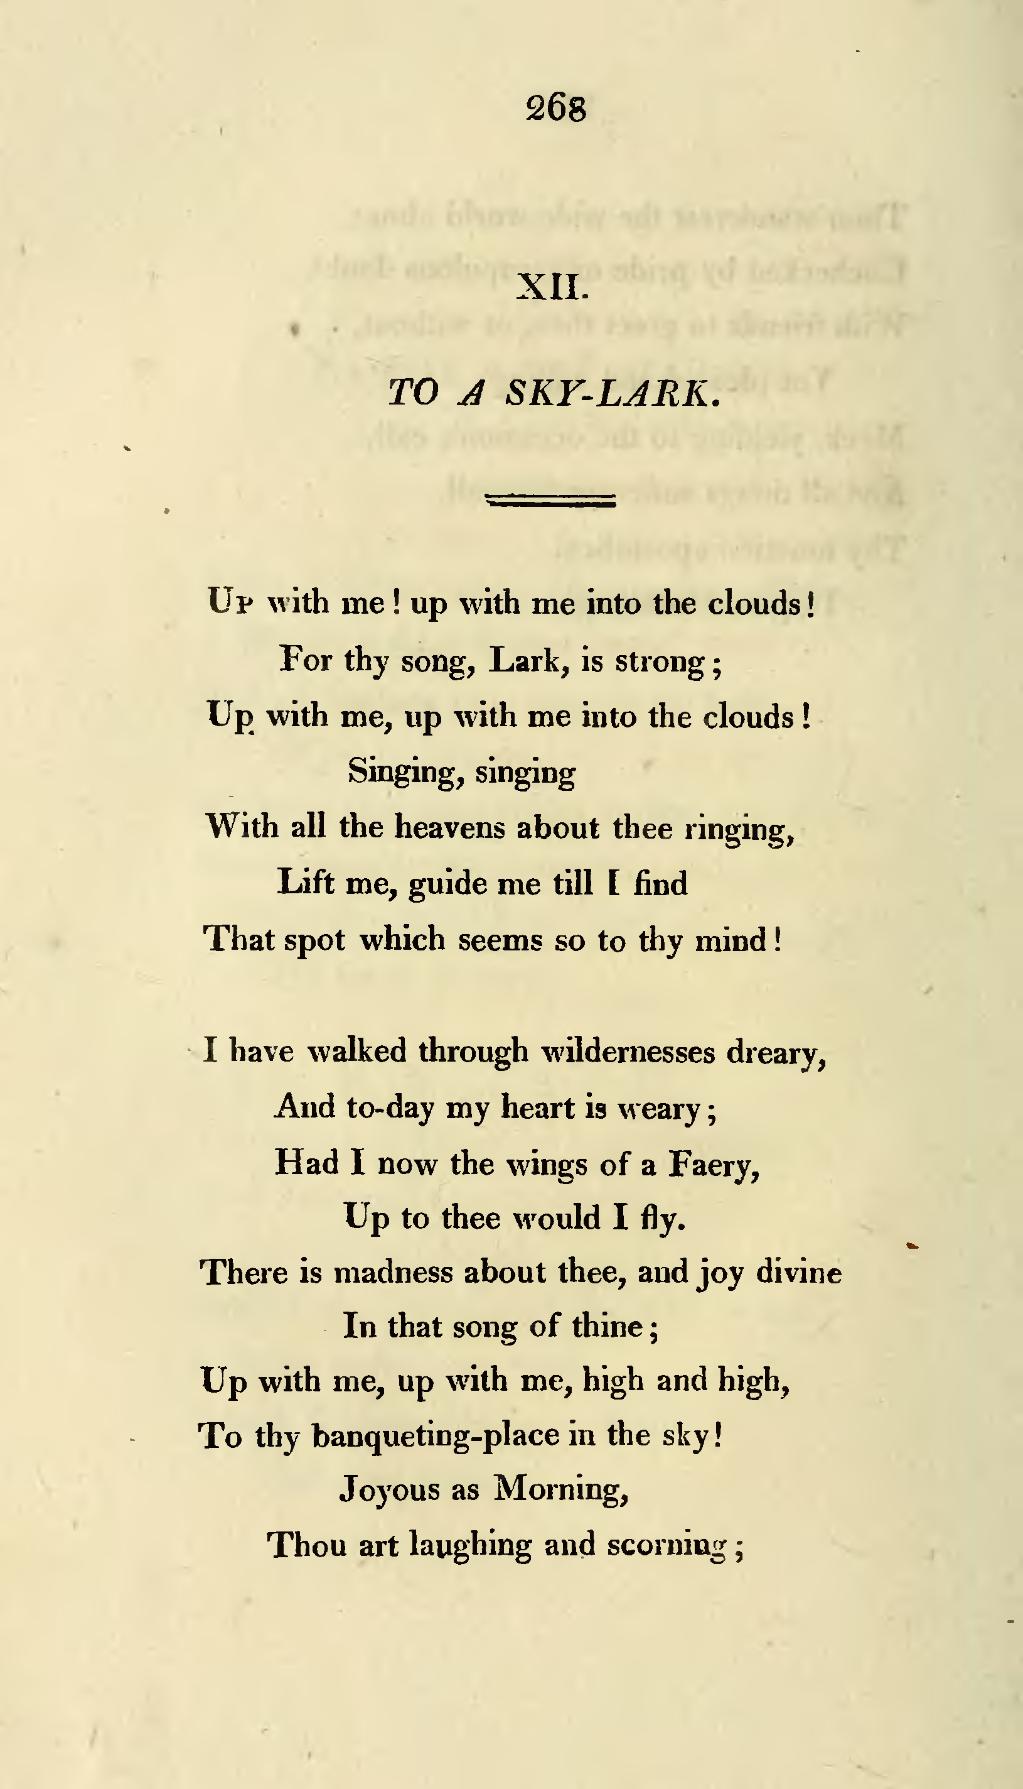 268
XII.
TO A SKY-LARK.
Up with me! up with me into the clouds!
For thy song, Lark, is strong;
Up with me, up with me into the clouds!
Singing, singing
With all the heavens about thee ringing,
Lift me, guide me till I find
That spot which seems so to thy mind!
I have walked through wildernesses dreary,
And to-day my heart is weary;
Had I now the wings of a Faery,
Up to thee would I fly.
There is madness about thee, and joy divine
In that song of thine;
Up with me, up with me, high and high,
To thy banqueting-place in the sky!
Joyous as Morning,
Thou art laughing and scorning;